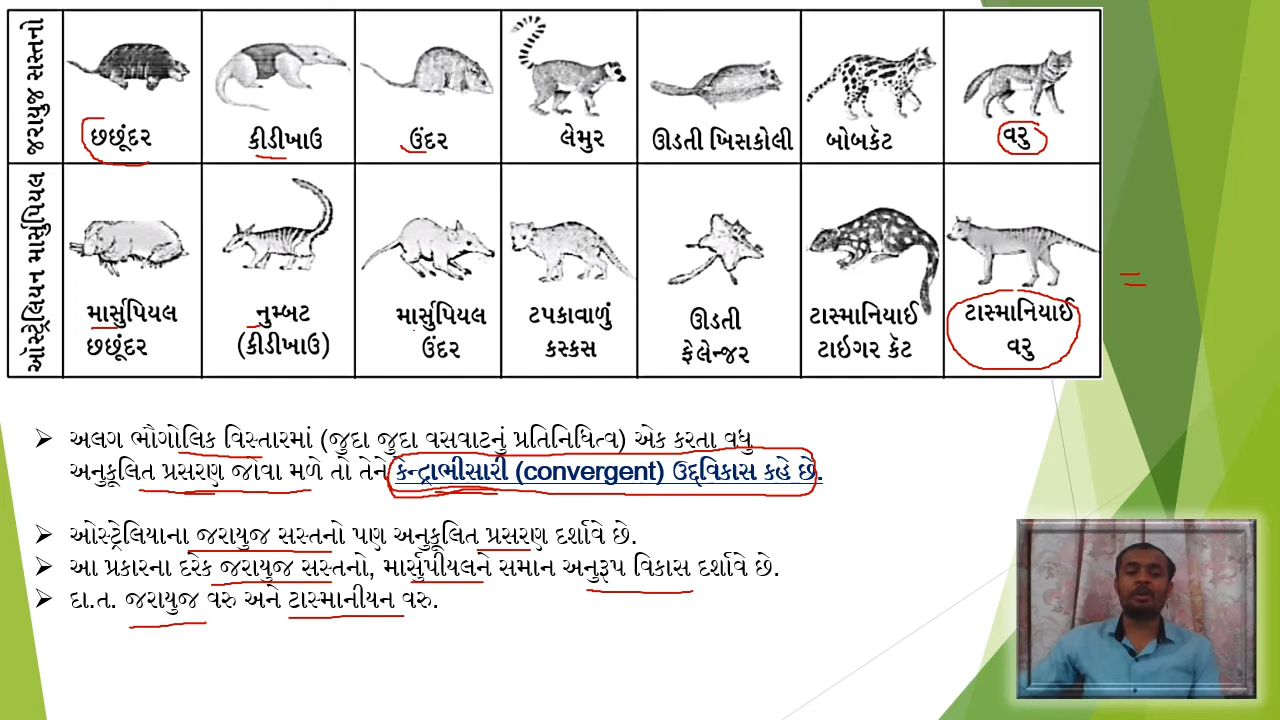 જરાયુજ સસ્તનો
છછૂંદર
કીડીખાઉ
ઉંદર
લેમુર
ઊડતી ખિસકોલી
બોબકૅટ
વરુ
ઓસ્ટ્રેલિયન માર્સુપિયલ
માર્સુપિયલ
છછૂંદર
નુમ્બટ
(કીડીખાઉ)
માર્સુપિયલ
ઉંદર
ટપકાવાળું
કસ્કસ
ઊડતી
ફેલેન્જર
ટાસ્માનિયાઈ
ટાઇગર કૅટ
ટાસ્માનિયાઈ
વરુ
➢ અલગ ભૌગોલિક વિસ્તારમાં (જુદા જુદા વસવાટનું પ્રતિનિધિત્વ) એક કરતા વધુ
અનુકૂલિત પ્રસરણ જોવા મળે તો તેને કેન્દ્રાભીસારી (convergent) ઉદ્દવિકાસ કહે છે.
➢ ઓસ્ટ્રેલિયાના જરાયુજ સસ્તનો પણ અનુકૂલિત પ્રસરણ દર્શાવે છે.
➢ આ પ્રકારના દરેક જરાયુજ સસ્તનો, માર્સુપીયલને સમાન અનુરૂપ વિકાસ દર્શાવે છે.
➢ દા.ત. જરાયુજ વરુ અને ટાસ્માનીયન વરુ.